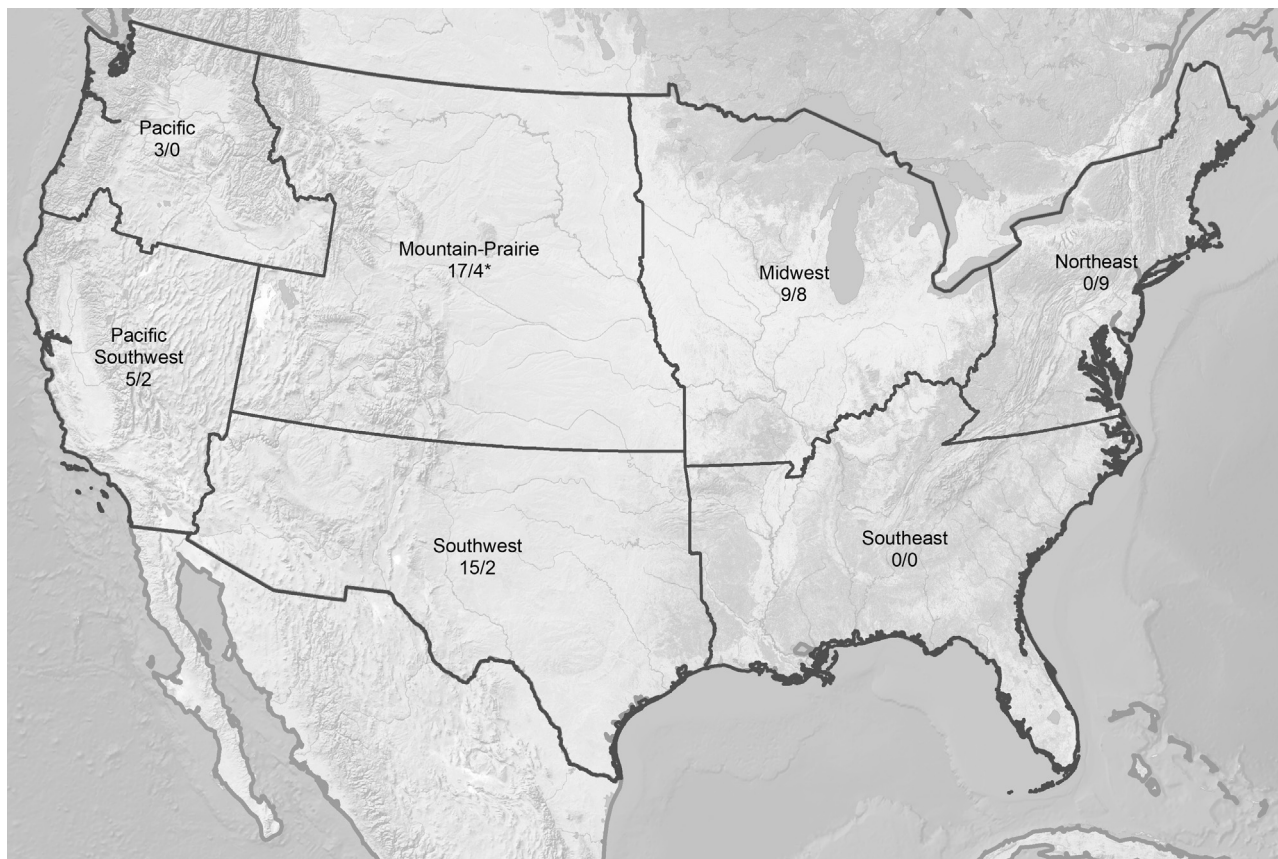 Pacific
3/0
Mountain-Prairie
17/4*
Midwest
9/8
Northeast
0/9
Pacific
Southwest
5/2
Southwest
15/2
Southeast
0/0